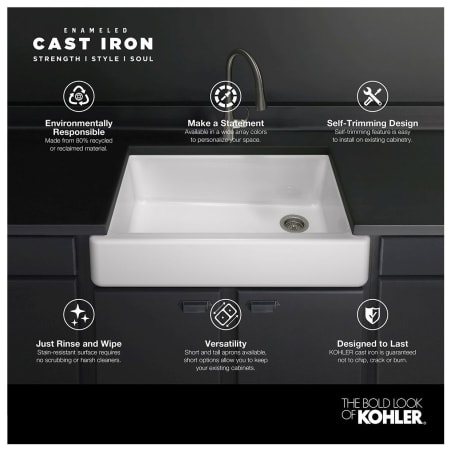 ENAMELED
CAST IRON
STRENGTH | STYLE | SOUL
Environmentally
Responsible
Made from 80% recycled
or reclaimed material.
Make a Statement
Available in a wide array colors
to personalize your space.
Self-Trimming Design
Self-trimming feature is easy
to install on existing cabinetry.
Just Rinse and Wipe
Stain-resistant surface requires
no scrubbing or harsh cleaners.
Versatility
Short and tall aprons available,
short options allow you to keep
your existing cabinets.
Designed to Last
KOHLER cast iron is guaranteed
not to chip, crack or burn.
THE BOLD LOOK
OF KOHLER®